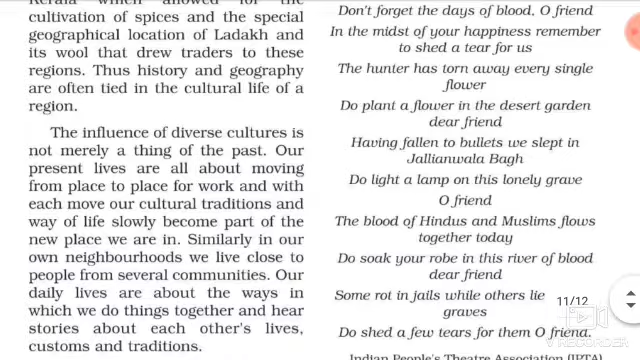 Kerala which allowed for the
cultivation of spices and the special
geographical location of Ladakh and
its wool that drew traders to these
regions. Thus history and geography
are often tied in the cultural life of
a region.
The influence of diverse cultures is
not merely a thing of the past. Our
present lives are all about moving
from place to place for work and with
each move our cultural traditions and
way of life slowly become part of the
new place we are in. Similarly in our
own neighbourhoods we live close to
people from several communities. Our
daily lives are about the ways in
which we do things together and hear
stories about each other's lives,
customs and traditions.
Don't forget the days of blood, O friend
In the midst of your happiness remember
to shed a tear for us
The hunter has torn away every single
flower
Do plant a flower in the desert garden
dear friend
Having fallen to bullets we slept in
Jallianwala Bagh
Do light a lamp on this lonely grave
O friend
The blood of Hindus and Muslims flows
together today
Do soak your robe in this river of blood
dear friend
Some rot in jails while others lie
graves
Do shed a few tears for them O friend.
Indian People's Theatre Association (IPTA)
11/12
V RECORDER